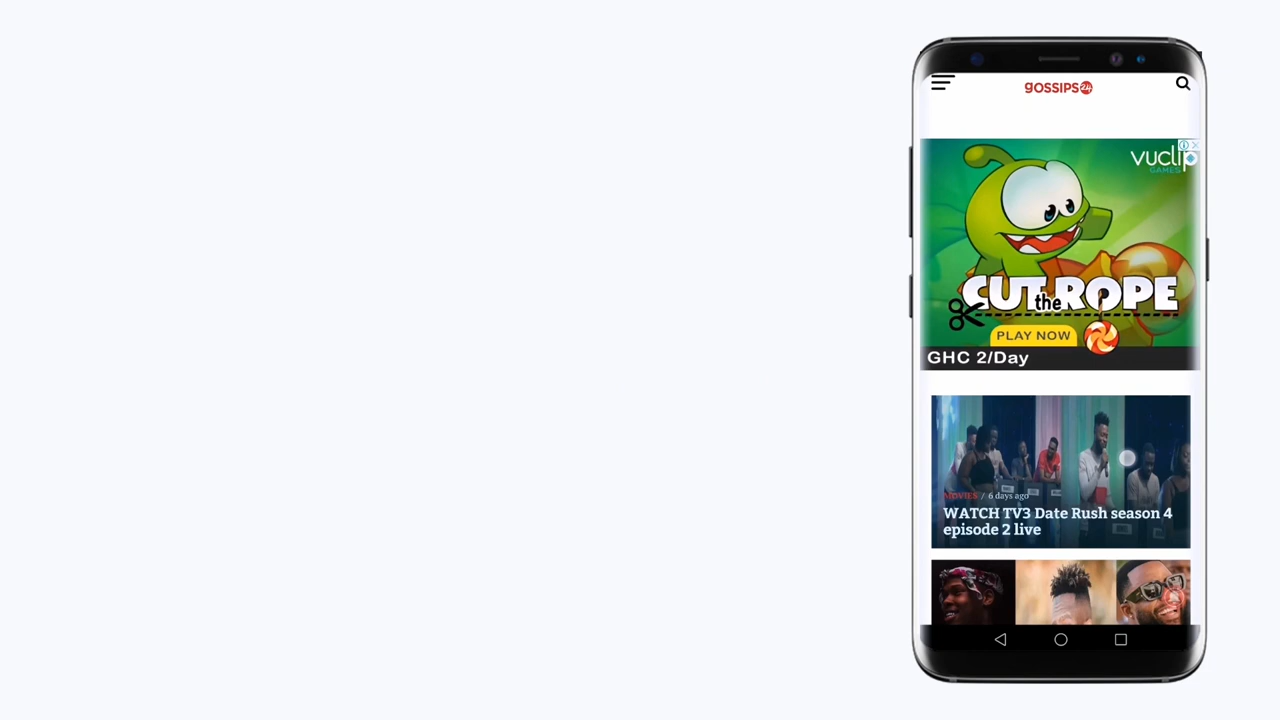 gOSSIPS24
vuclip
GAMES
CUT the ROPE
PLAY NOW
GHC 2/Day
MOVIES / 6 days ago
WATCH TV3 Date Rush season 4
episode 2 live